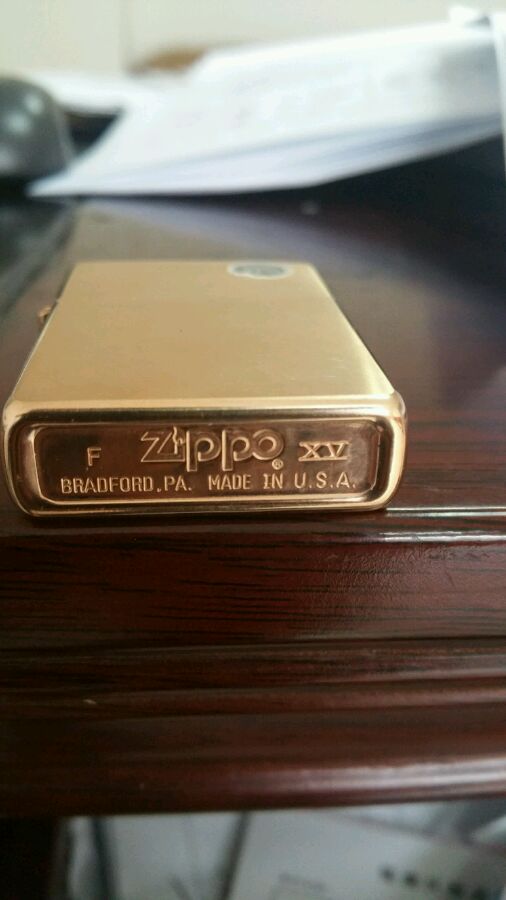 F Zippo® XV
BRADFORD,PA. MADE IN U.S.A.